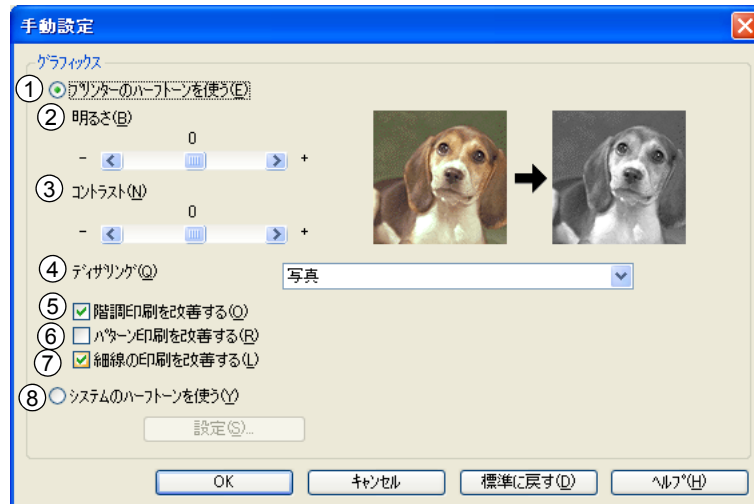 手動設定
グラフィックス
① プリンターのハーフトーンを使う(E)
② 明るさ(B)
0
- +
③ コントラスト(N)
0
- +
④ ディザリング(Q) 写真
⑤ 階調印刷を改善する(O)
⑥ パターン印刷を改善する(R)
⑦ 細線の印刷を改善する(L)
⑧ システムのハーフトーンを使う(Y)
設定(S)...
OK キャンセル 標準に戻す(D) ヘルプ(H)